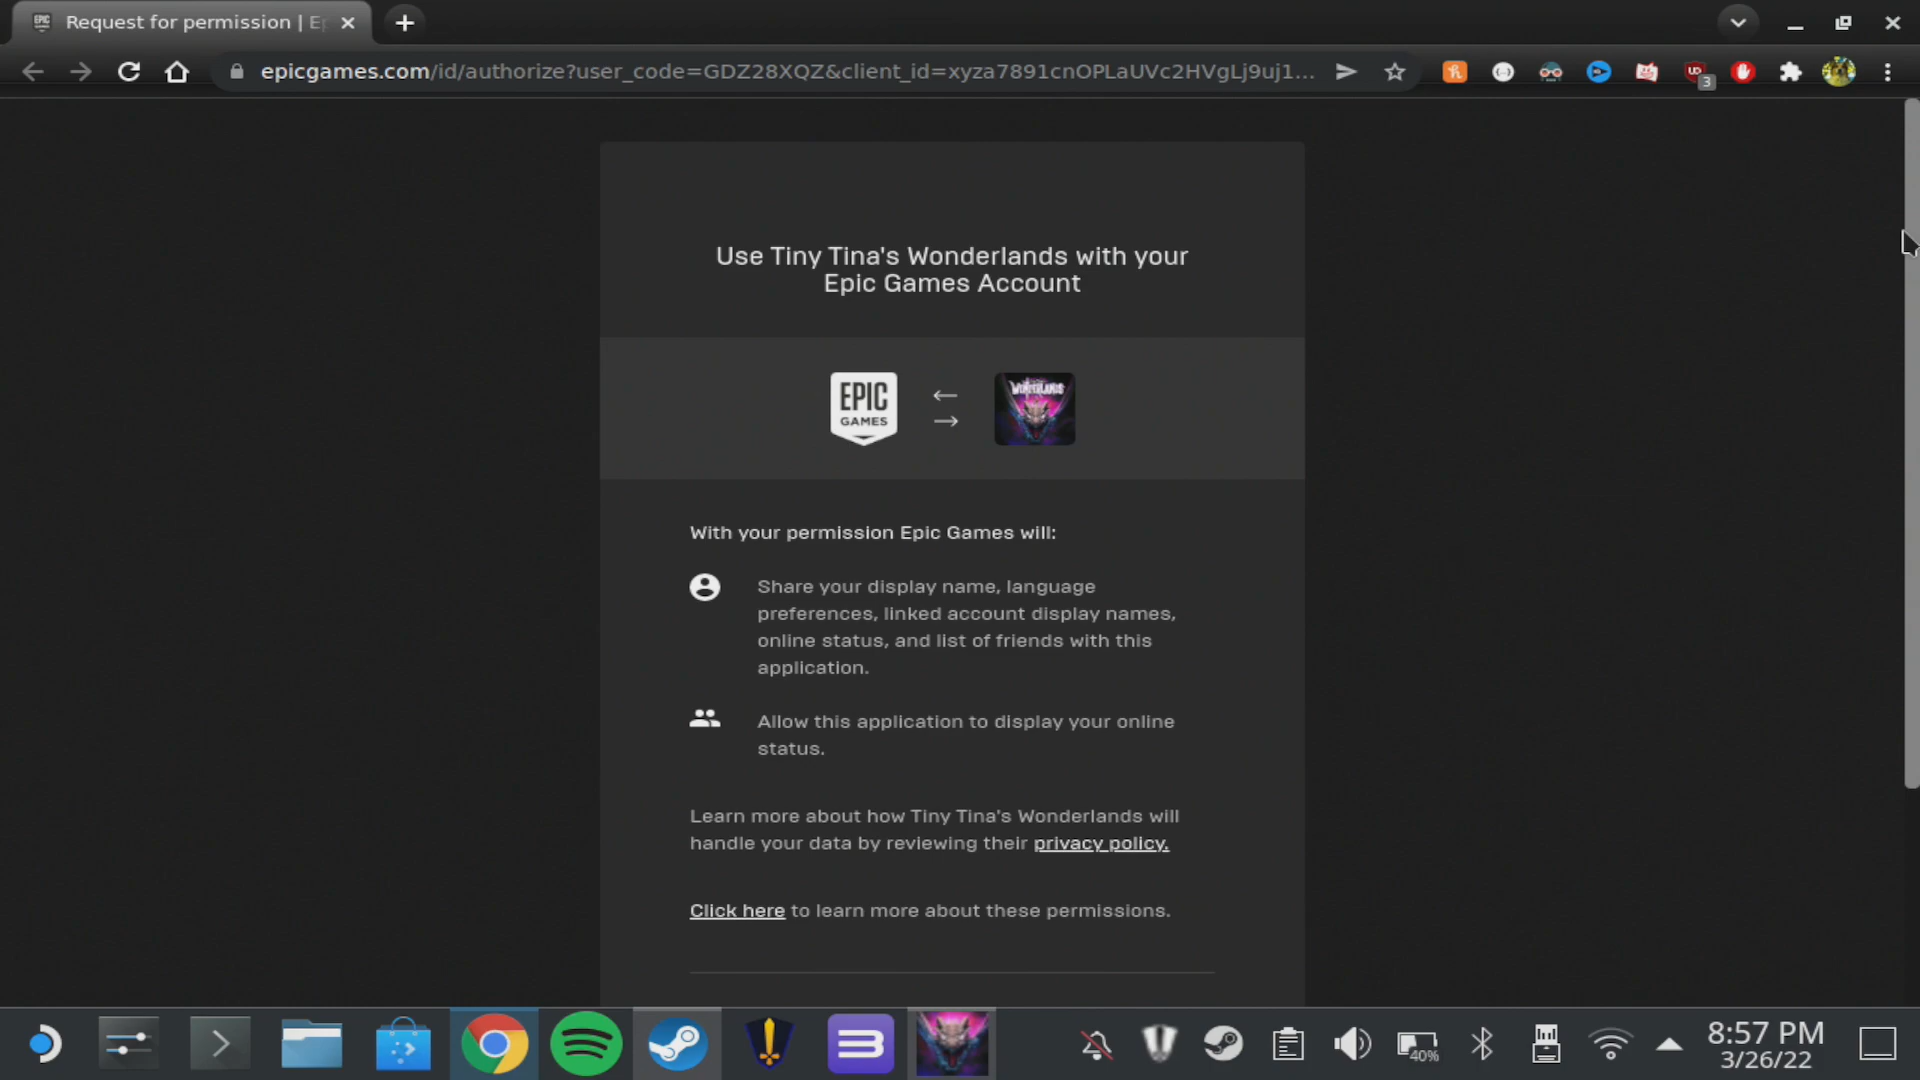 EPIC
Request for permission | Ep
epicgames.com/id/authorize?user_code=GDZ28XQZ&client_id=xyza7891cnOPLaUVc2HVgLj9uj1...
3
Use Tiny Tina's Wonderlands with your
Epic Games Account
EPIC
GAMES
WONDERLANDS
With your permission Epic Games will:
Share your display name, language
preferences, linked account display names,
online status, and list of friends with this
application.
Allow this application to display your online
status.
Learn more about how Tiny Tina's Wonderlands will
handle your data by reviewing their privacy policy.
Click here to learn more about these permissions.
40%
8:57 PM
3/26/22